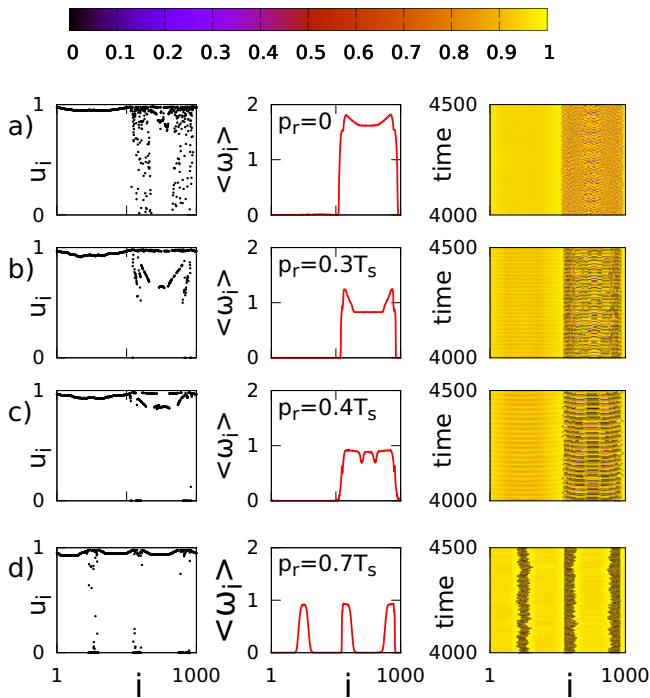 0 0.1 0.2 0.3 0.4 0.5 0.6 0.7 0.8 0.9 1
a) 1 u_i 0 2 <ω_i> 1 0 p_r=0 4500 time 4000
b) 1 u_i 0 2 <ω_i> 1 0 p_r=0.3T_s 4500 time 4000
c) 1 u_i 0 2 <ω_i> 1 0 p_r=0.4T_s 4500 time 4000
d) 1 u_i 0 2 <ω_i> 1 0 p_r=0.7T_s 4500 time 4000
1 i 1000 1 i 1000 1 i 1000